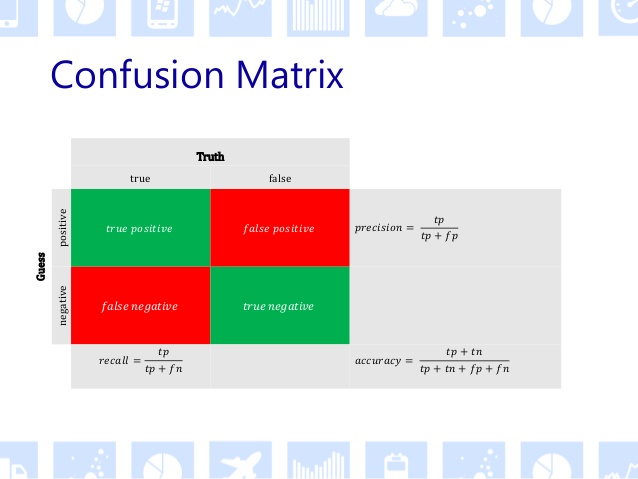 Confusion Matrix
Truth
true false
Guess
positive
true positive false positive precision = tp / tp + fp
negative
false negative true negative
recall = tp / tp + fn accuracy = tp + tn / tp + tn + fp + fn